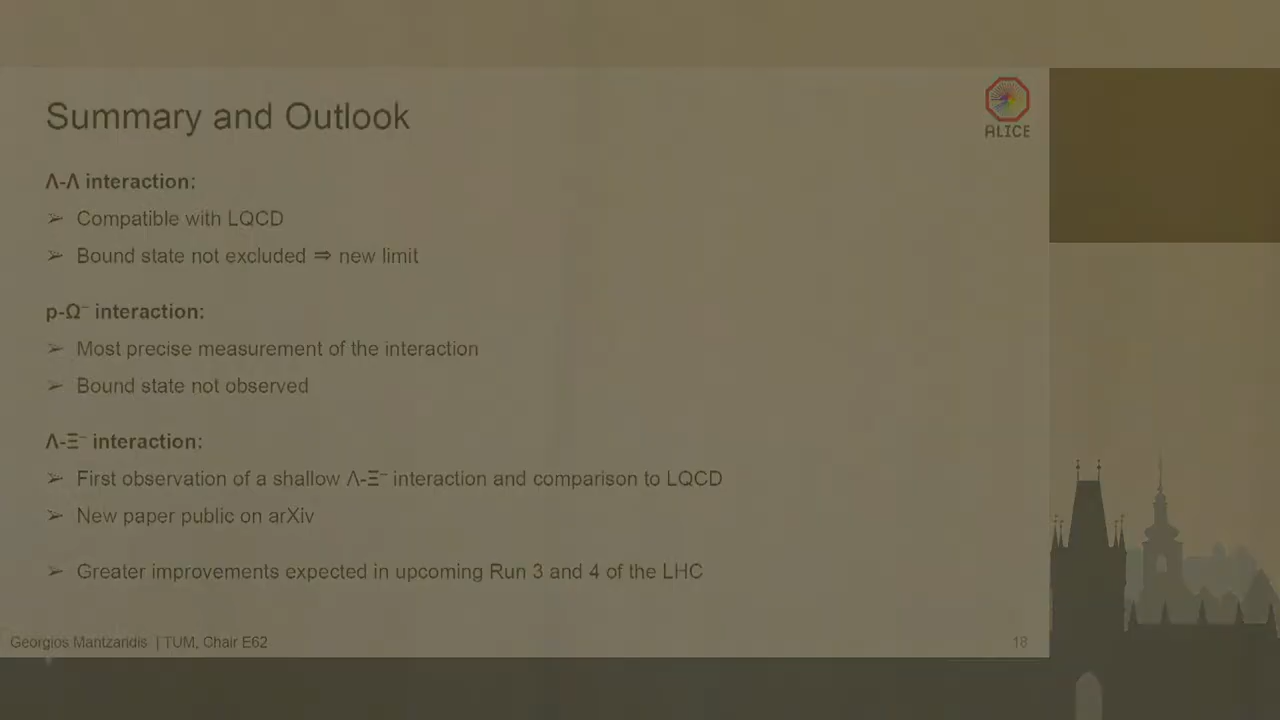 Summary and Outlook
ALICE
Λ-Λ interaction:
➢ Compatible with LQCD
➢ Bound state not excluded ⇒ new limit
p-Ω⁻ interaction:
➢ Most precise measurement of the interaction
➢ Bound state not observed
Λ-Ξ⁻ interaction:
➢ First observation of a shallow Λ-Ξ⁻ interaction and comparison to LQCD
➢ New paper public on arXiv
➢ Greater improvements expected in upcoming Run 3 and 4 of the LHC
Georgios Mantzaridis | TUM, Chair E62
18